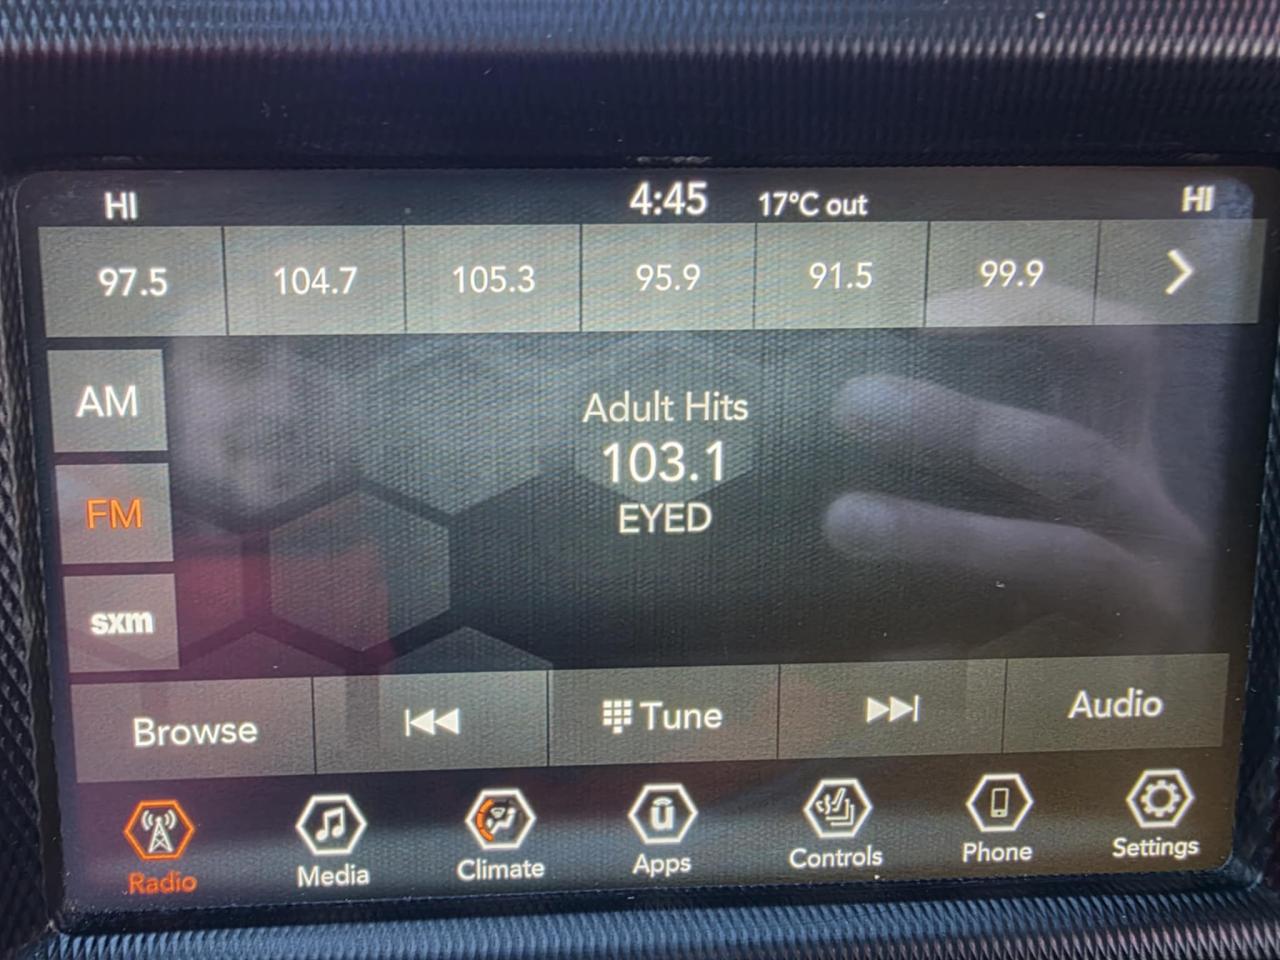 HI 4:45 17°C out HI
97.5 104.7 105.3 95.9 91.5 99.9
AM
Adult Hits
103.1
FM
EYED
sxm
Browse Tune Audio
Radio Media Climate Apps Controls Phone Settings